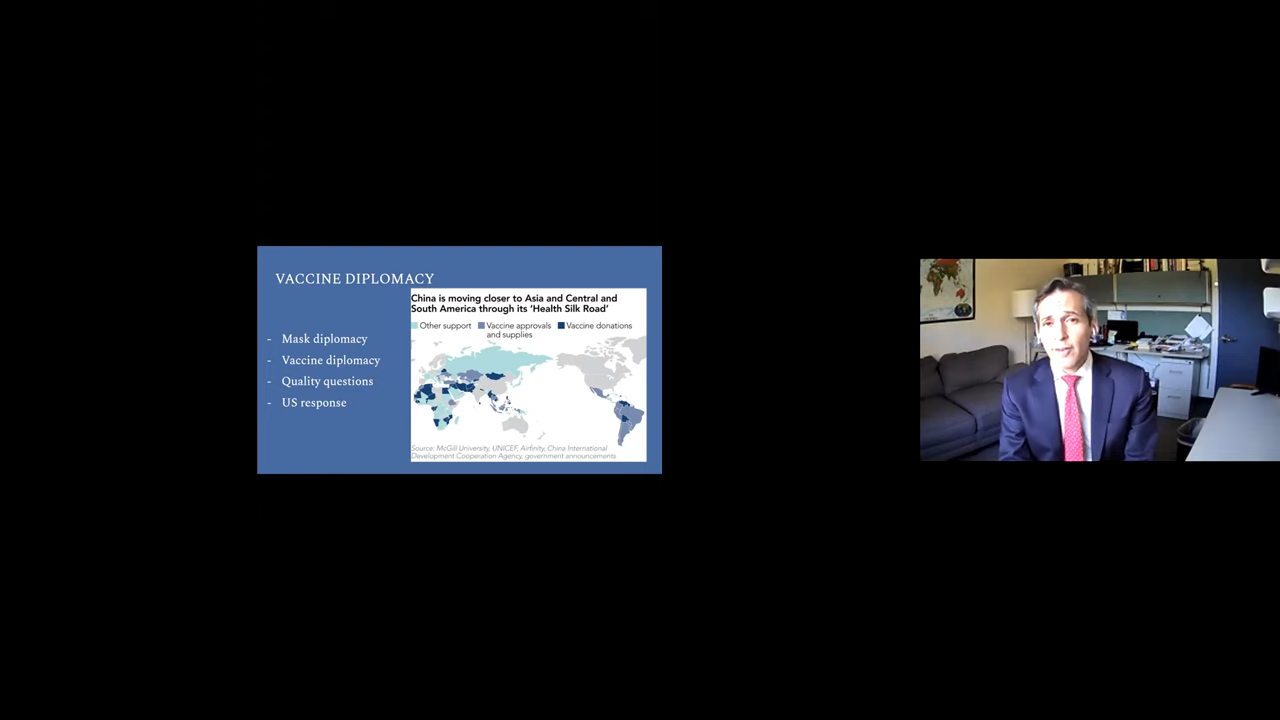 VACCINE DIPLOMACY
- Mask diplomacy
- Vaccine diplomacy
- Quality questions
- US response
China is moving closer to Asia and Central and
South America through its ‘Health Silk Road’
Other support
Vaccine approvals
and supplies
Vaccine donations
Source: McGill University, UNICEF, Airfinity, China International
Development Cooperation Agency, government announcements